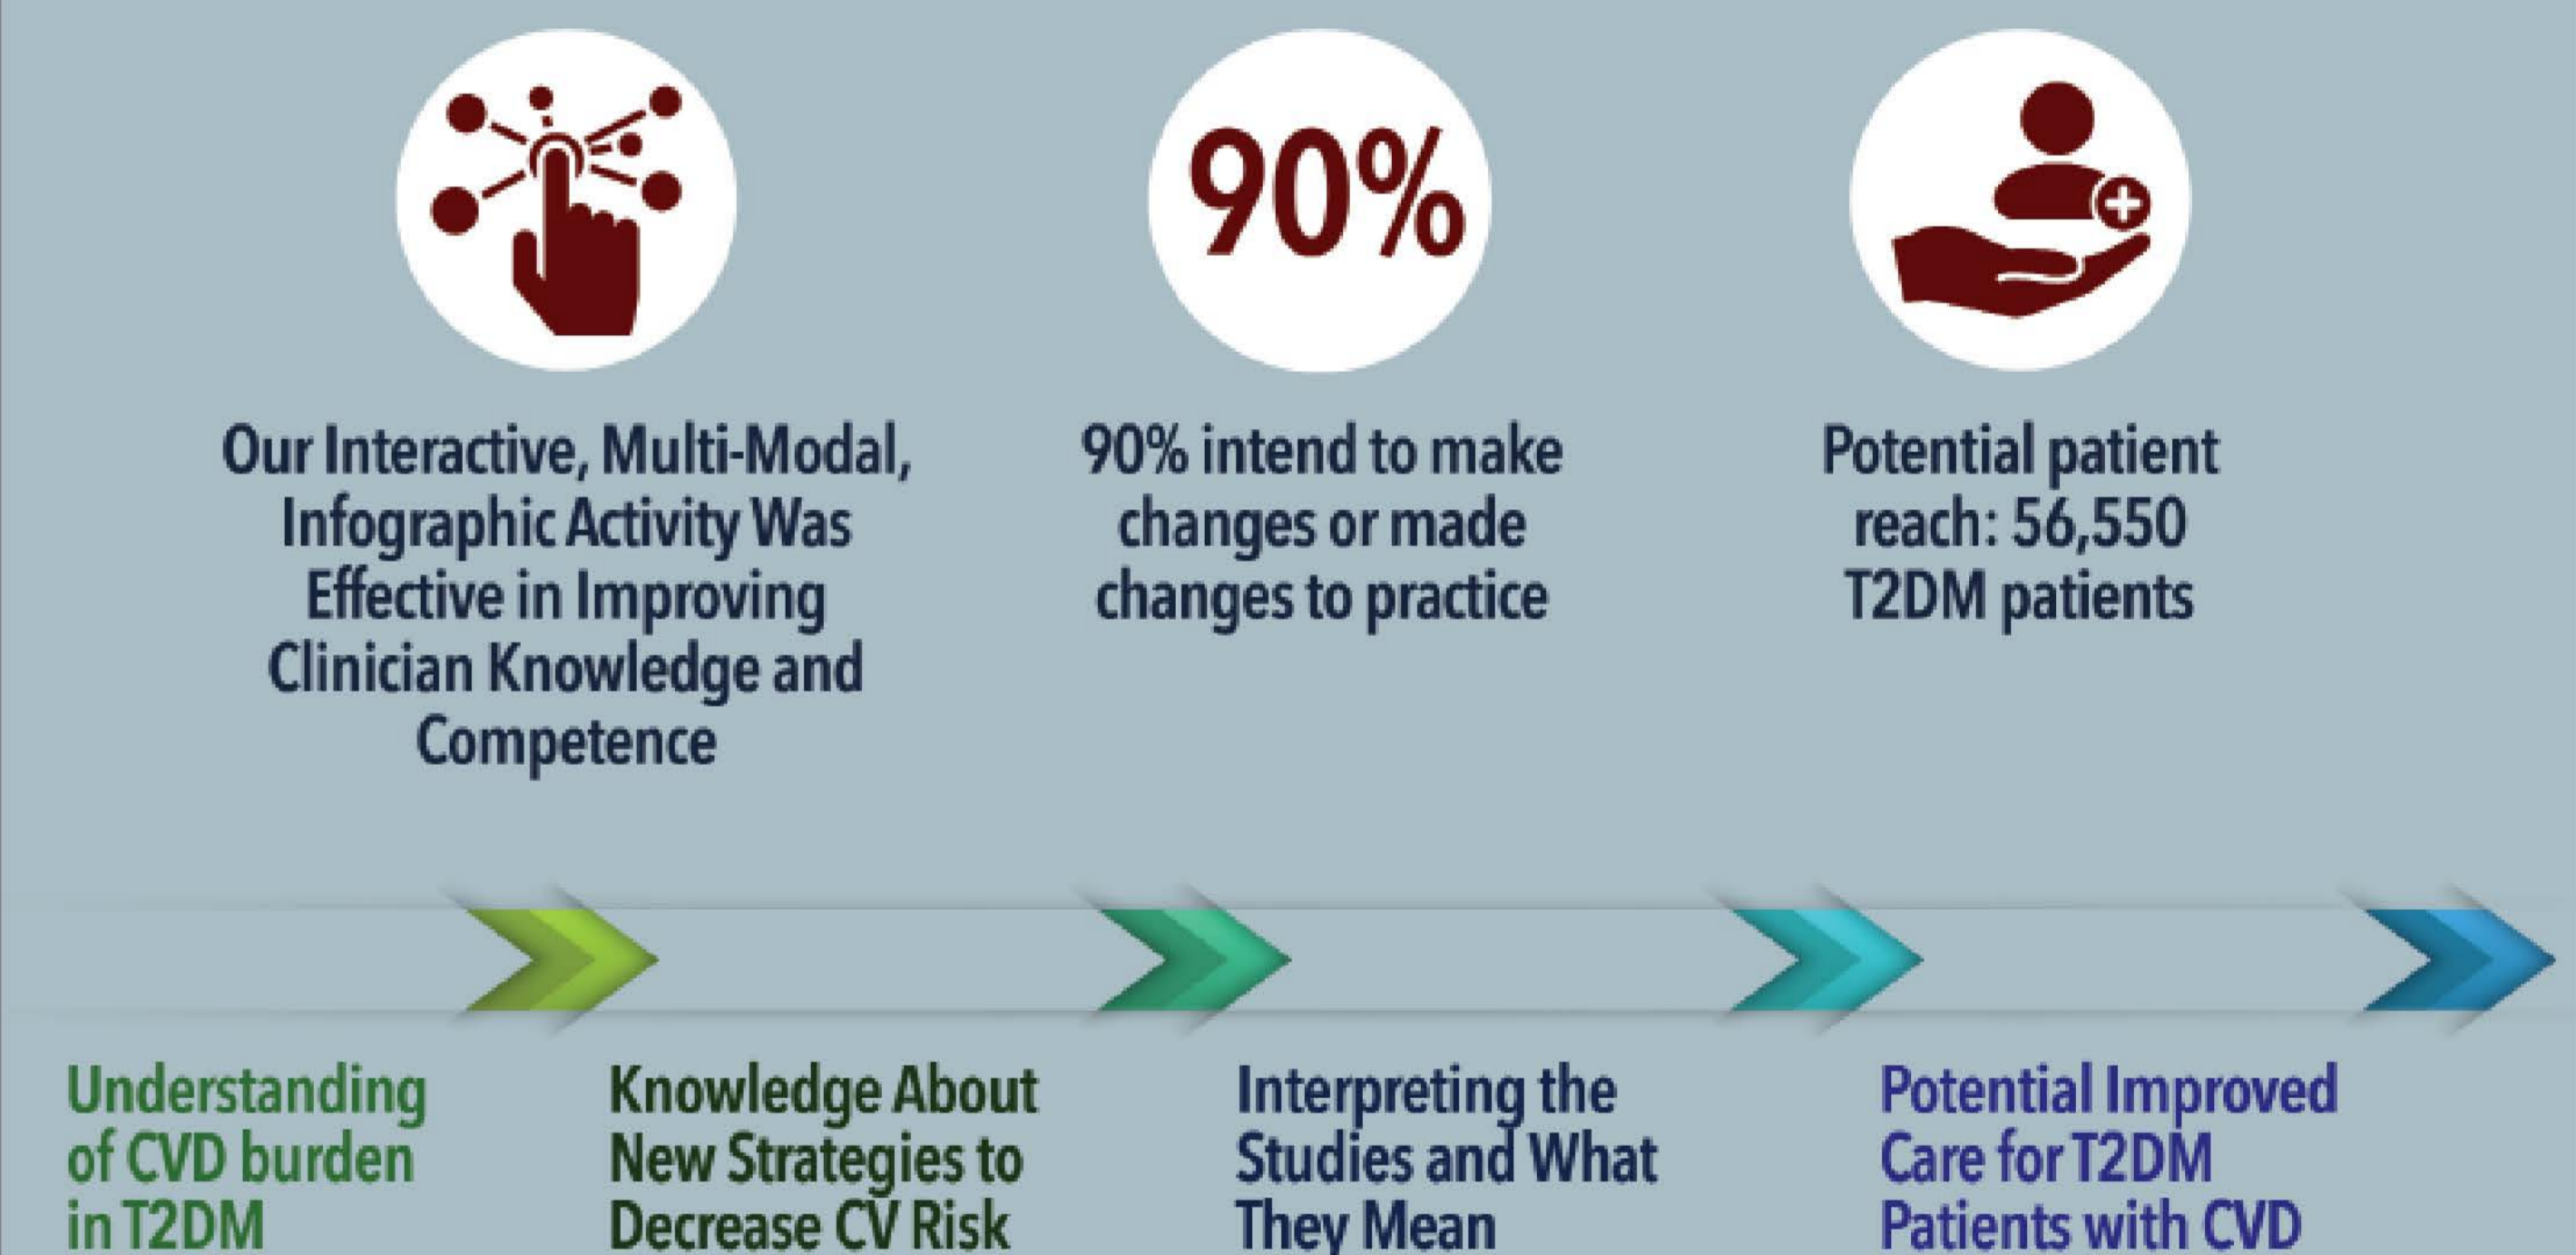 90%
Our Interactive, Multi-Modal,
Infographic Activity Was
Effective in Improving
Clinician Knowledge and
Competence
90% intend to make
changes or made
changes to practice
Potential patient
reach: 56,550
T2DM patients
Understanding
of CVD burden
in T2DM
Knowledge About
New Strategies to
Decrease CV Risk
Interpreting the
Studies and What
They Mean
Potential Improved
Care for T2DM
Patients with CVD